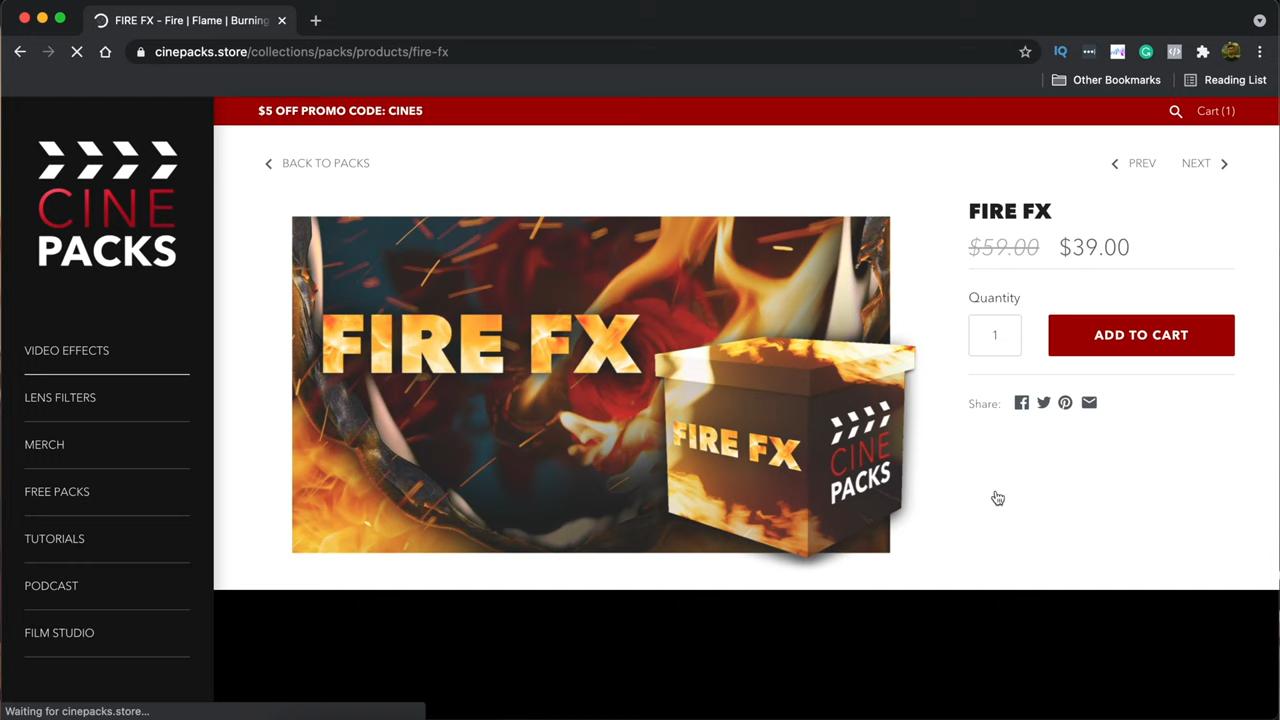 FIRE FX - Fire | Flame | Burning
cinepacks.store/collections/packs/products/fire-fx
Other Bookmarks
Reading List
$5 OFF PROMO CODE: CINE5
Cart (1)
CINE
PACKS
VIDEO EFFECTS
LENS FILTERS
MERCH
FREE PACKS
TUTORIALS
PODCAST
FILM STUDIO
BACK TO PACKS
PREV
NEXT
FIRE FX
FIRE FX
CINE
PACKS
FIRE FX
$59.00 $39.00
Quantity
1
ADD TO CART
Share:
Waiting for cinepacks.store...